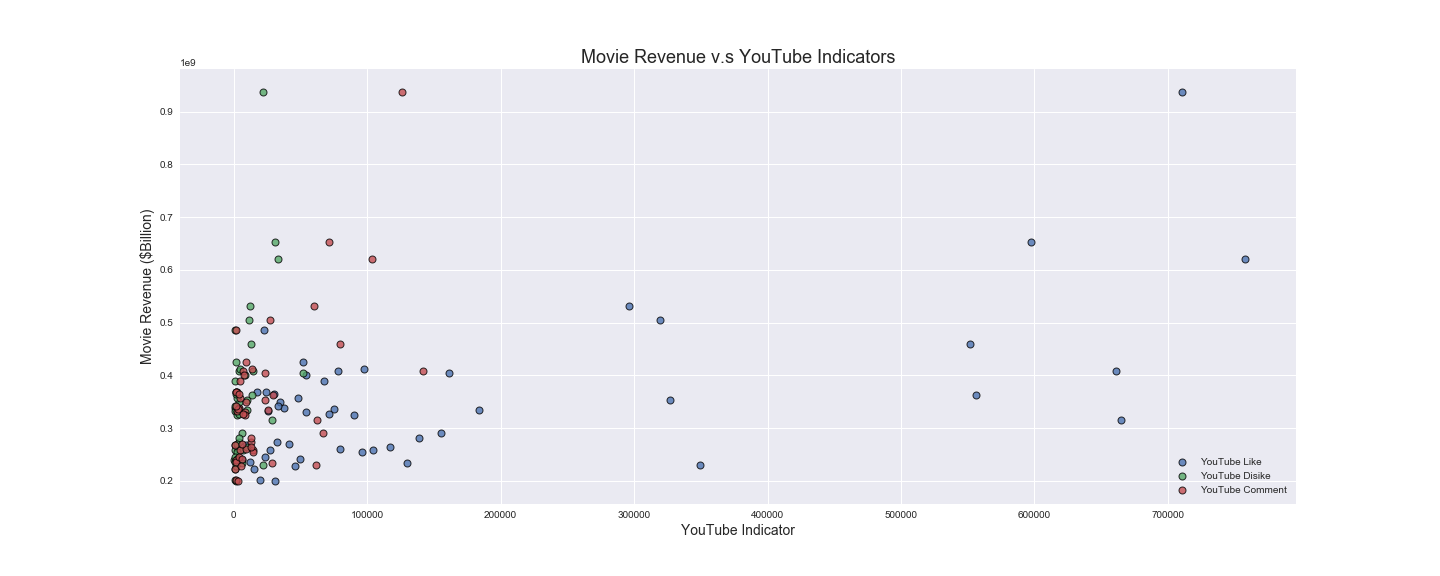 Movie Revenue v.s YouTube Indicators
1e9
0.9
0.8
0.7
0.6
0.5
0.4
0.3
0.2
Movie Revenue ($Billion)
0 100000 200000 300000 400000 500000 600000 700000
YouTube Indicator
YouTube Like
YouTube Disike
YouTube Comment